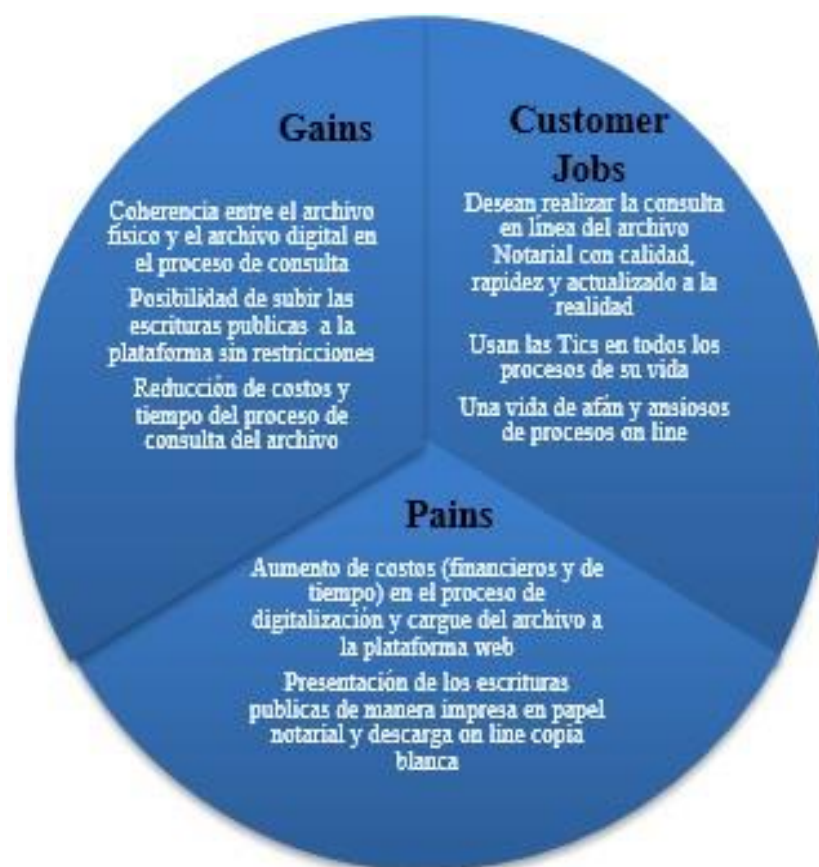 Gains
Coherencia entre el archivo
fisico y el archivo digital en
el proceso de consulta
Posibilidad de subir las
escrituras publicas a la
plataforma sin restricciones
Reducción de costos y
tiempo del proceso de
consulta del archivo
Customer
Jobs
Desean realizar la consulta
en línea del archivo
Notarial con calidad,
rapidez y actualizado a la
realidad
Usan las Tics en todos los
procesos de su vida
Una vida de afán y ansiosos
de procesos on line
Pains
Aumento de costos (financieros y de
tiempo) en el proceso de
digitalización y cargue del archivo a
la plataforma web
Presentación de los escrituras
publicas de manera impresa en papel
notarial y descarga on line copia
blanca